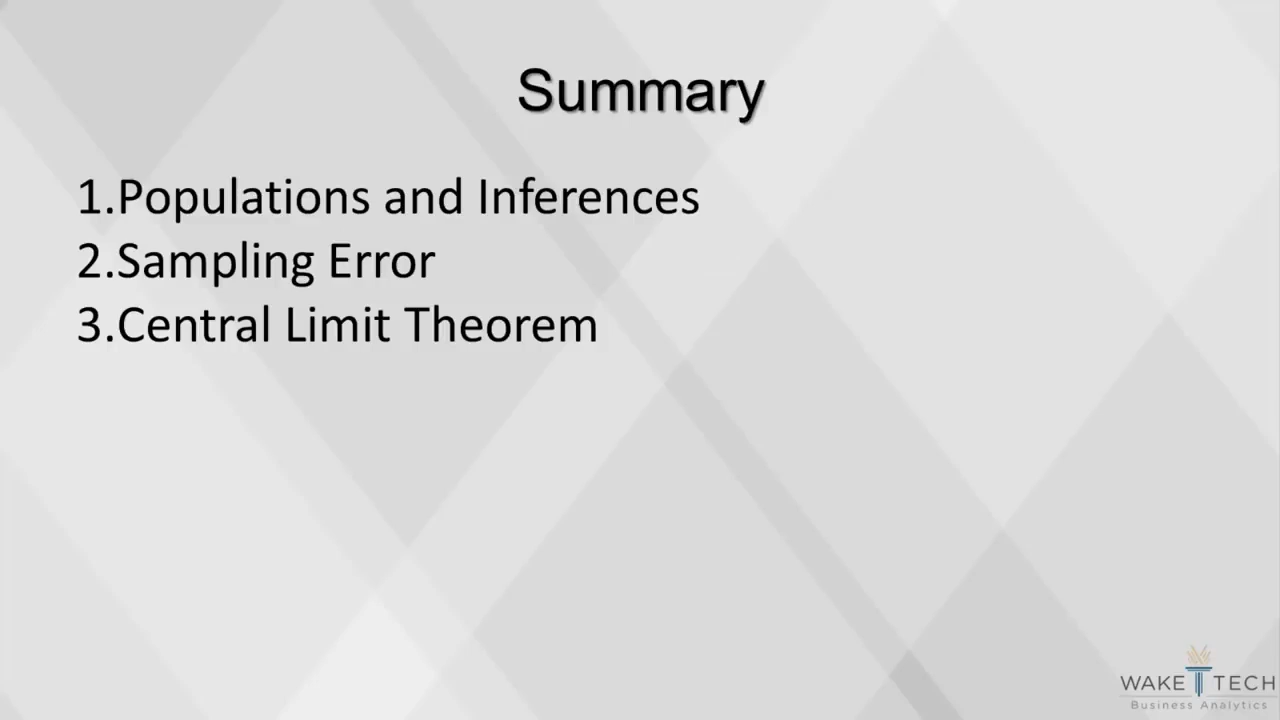 Summary
1.Populations and Inferences
2.Sampling Error
3.Central Limit Theorem
WAKE TECH
Business Analytics